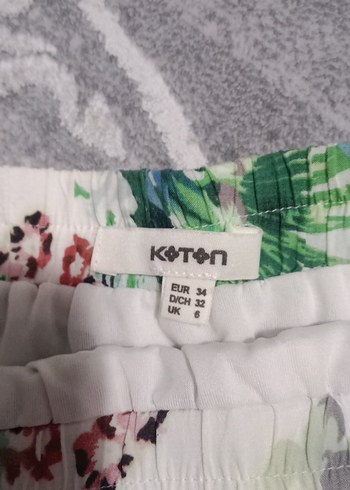 KOTON
EUR 34
D/CH 32
UK 6